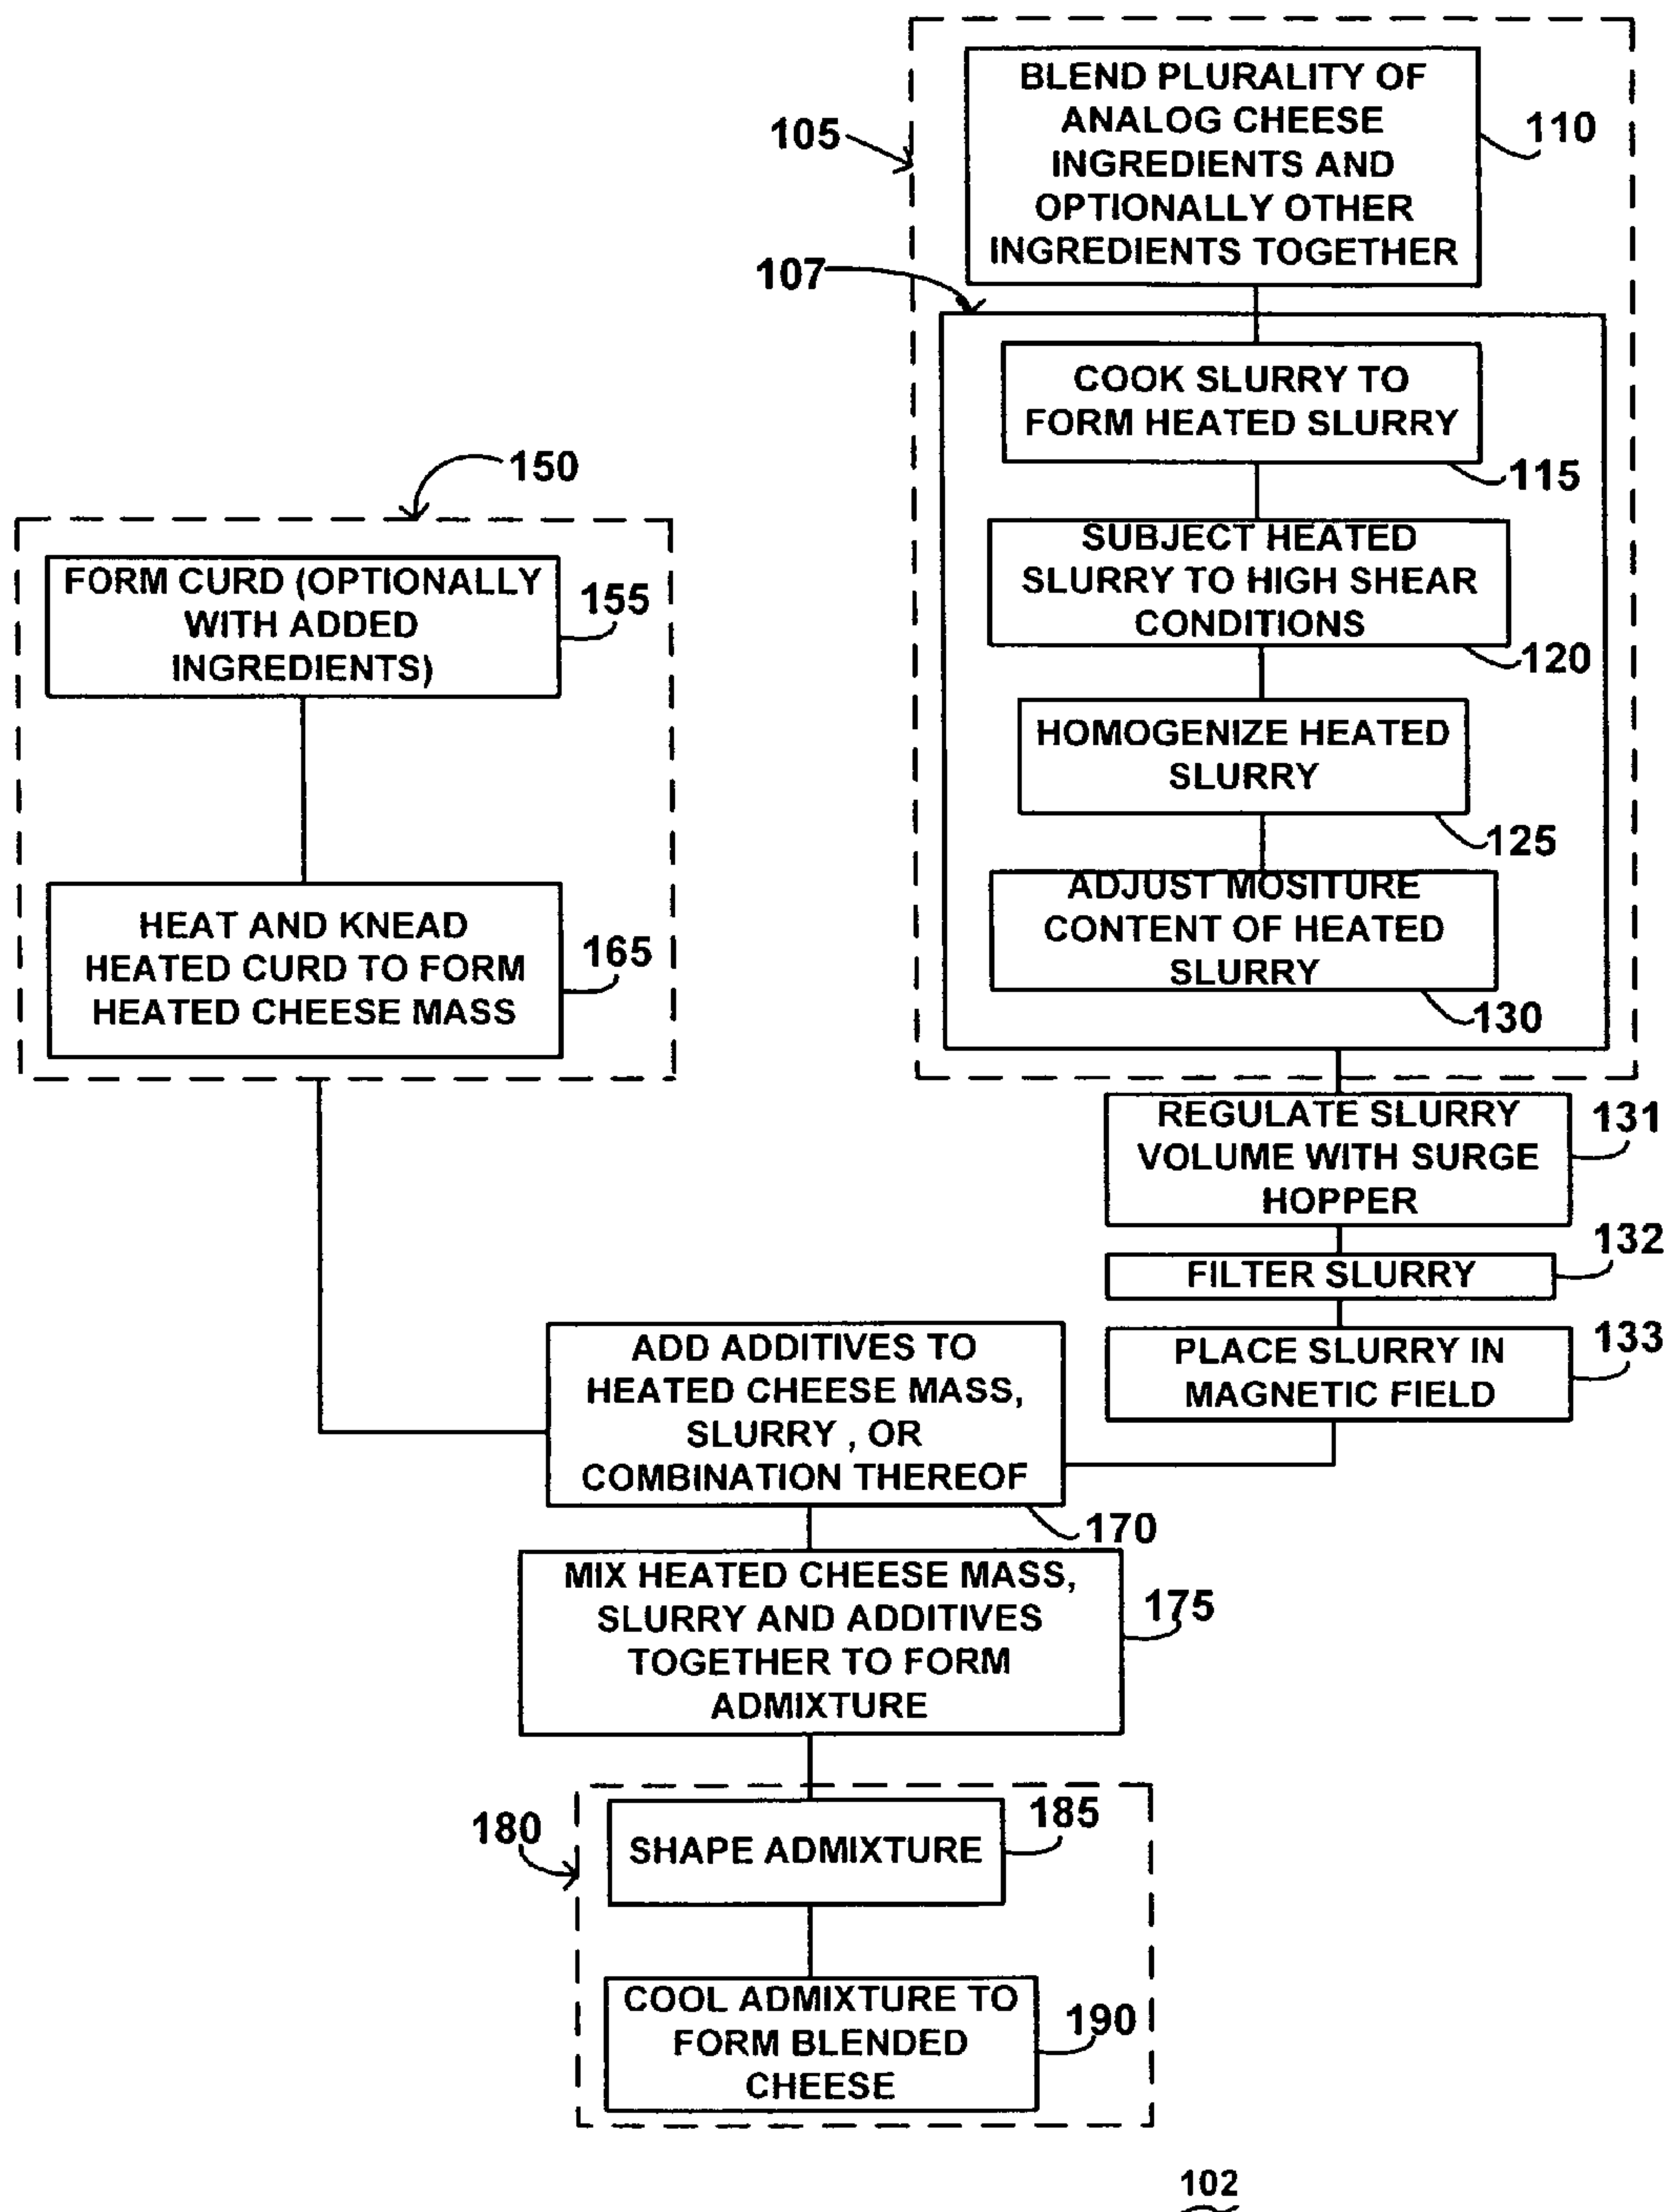 BLEND PLURALITY OF
ANALOG CHEESE
INGREDIENTS AND
OPTIONALLY OTHER
INGREDIENTS TOGETHER
105
110
107
COOK SLURRY TO
FORM HEATED SLURRY
115
SUBJECT HEATED
SLURRY TO HIGH SHEAR
CONDITIONS
120
HOMOGENIZE HEATED
SLURRY
125
ADJUST MOSITURE
CONTENT OF HEATED
SLURRY
130
150
FORM CURD (OPTIONALLY
WITH ADDED
INGREDIENTS)
155
HEAT AND KNEAD
HEATED CURD TO FORM
HEATED CHEESE MASS
165
REGULATE SLURRY
VOLUME WITH SURGE
HOPPER
131
FILTER SLURRY
132
PLACE SLURRY IN
MAGNETIC FIELD
133
ADD ADDITIVES TO
HEATED CHEESE MASS,
SLURRY , OR
COMBINATION THEREOF
170
MIX HEATED CHEESE MASS,
SLURRY AND ADDITIVES
TOGETHER TO FORM
ADMIXTURE
175
180
SHAPE ADMIXTURE
185
COOL ADMIXTURE TO
FORM BLENDED
CHEESE
190
102